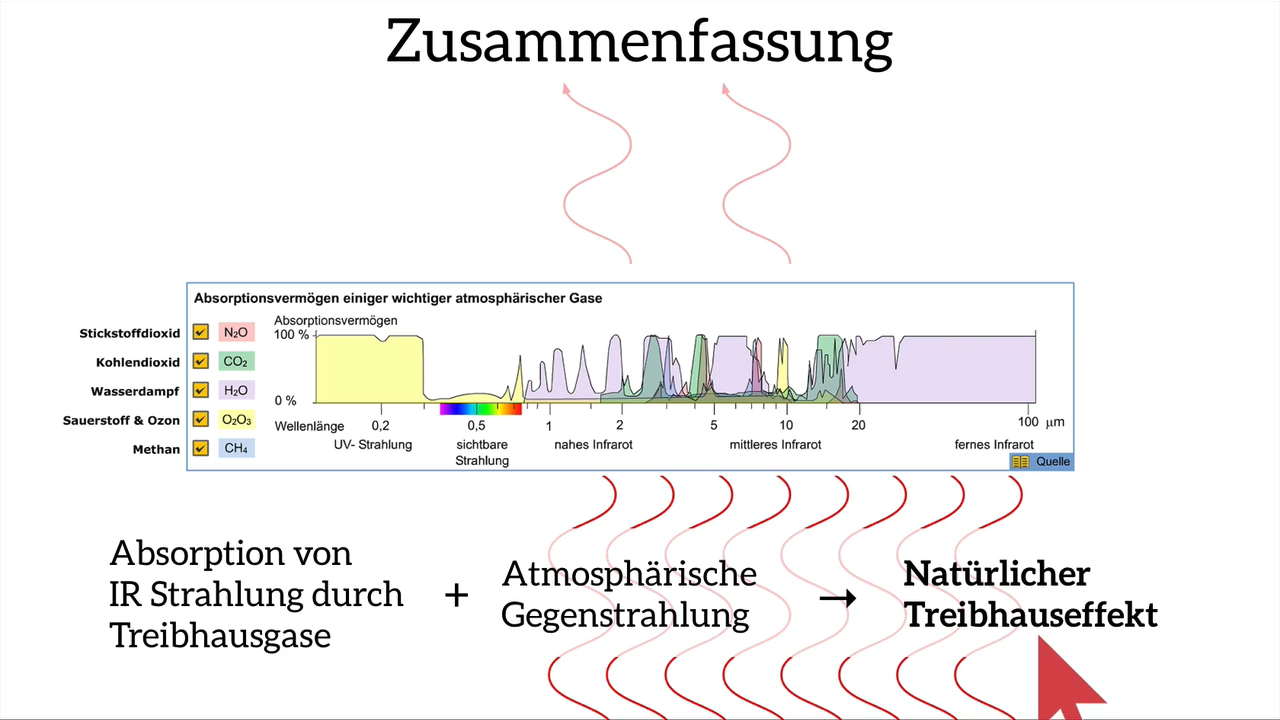 Zusammenfassung
Absorptionsvermögen einiger wichtiger atmosphärischer Gase
Absorptionsvermögen
100 %
0 %
Stickstoffdioxid N₂O
Kohlendioxid CO₂
Wasserdampf H₂O
Sauerstoff & Ozon O₂O₃
Methan CH₄
Wellenlänge 0,2 0,5 1 2 5 10 20 100 µm
UV- Strahlung sichtbare nahes Infrarot mittleres Infrarot fernes Infrarot
Strahlung
Quelle
Absorption von
IR Strahlung durch
Treibhausgase
+
Atmosphärische
Gegenstrahlung
→
Natürlicher
Treibhauseffekt